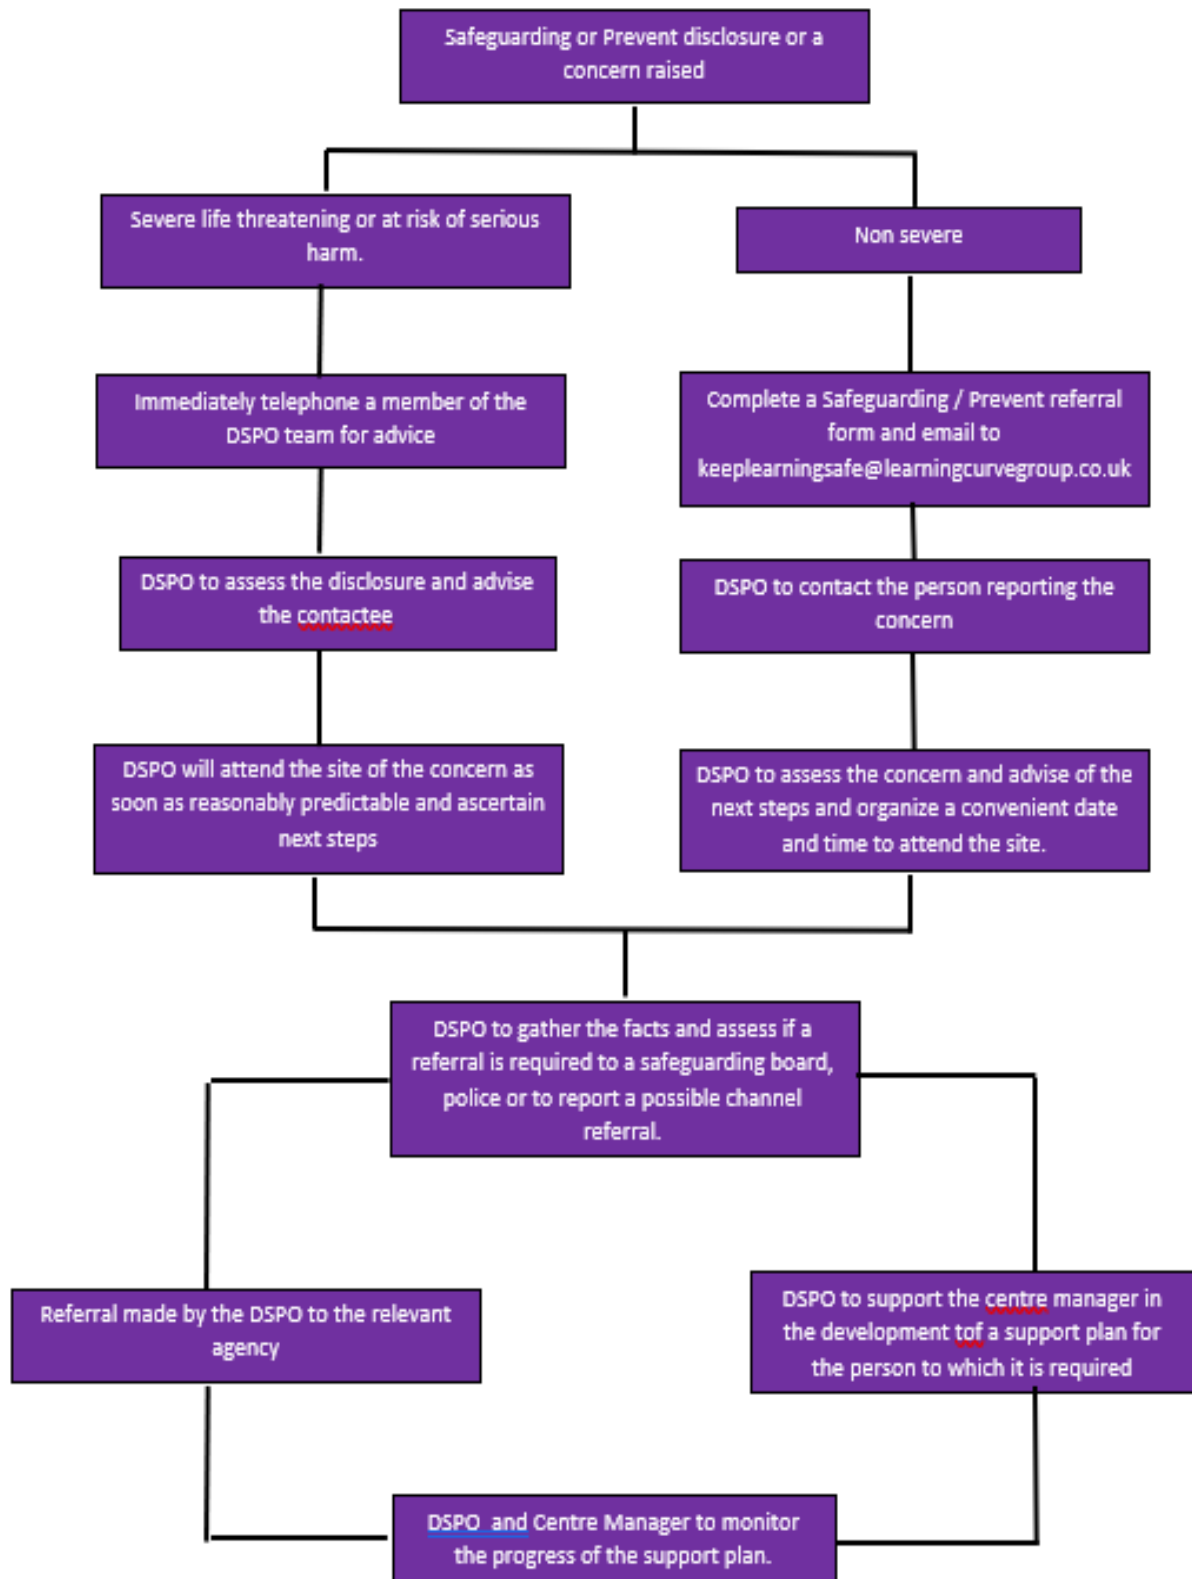 Safeguarding or Prevent disclosure or a
concern raised
Severe life threatening or at risk of serious
harm.
Non severe
Immediately telephone a member of the
DSPO team for advice
Complete a Safeguarding / Prevent referral
form and email to
keeplearningsafe@learningcurvegroup.co.uk
DSPO to assess the disclosure and advise
the contactee
DSPO to contact the person reporting the
concern
DSPO will attend the site of the concern as
soon as reasonably predictable and ascertain
next steps
DSPO to assess the concern and advise of the
next steps and organize a convenient date
and time to attend the site.
DSPO to gather the facts and assess if a
referral is required to a safeguarding board,
police or to report a possible channel
referral.
Referral made by the DSPO to the relevant
agency
DSPO to support the centre manager in
the development tof a support plan for
the person to which it is required
DSPO and Centre Manager to monitor
the progress of the support plan.